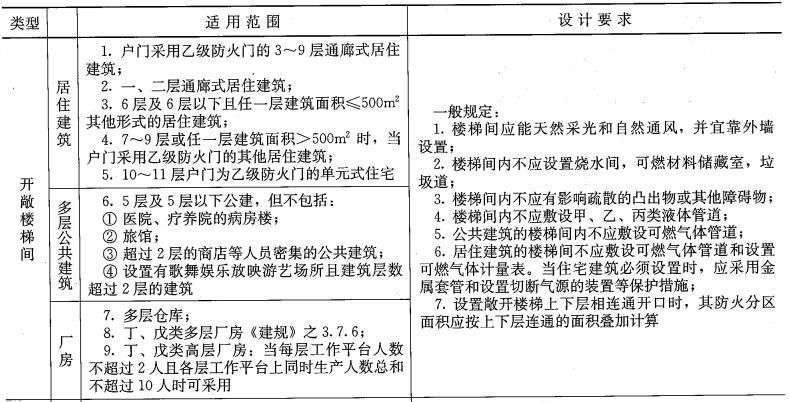 类型
适用范围
设计要求
开敞楼梯间
居住建筑
1. 户门采用乙级防火门的3～9层通廊式居住
建筑；
2. 一、二层通廊式居住建筑；
3. 6层及6层以下且任一层建筑面积≤500m²
其他形式的居住建筑；
4. 7～9层或任一层建筑面积＞500m²时，当
户门采用乙级防火门的其他居住建筑；
5. 10～11层户门为乙级防火门的单元式住宅
多层公共建筑
6. 5层及5层以下公建，但不包括：
① 医院、疗养院的病房楼；
② 旅馆；
③ 超过2层的商店等人员密集的公共建筑；
④ 设置有歌舞娱乐放映游艺场所且建筑层数
超过2层的建筑
厂房
7. 多层仓库；
8. 丁、戊类多层厂房《建规》之3.7.6；
9. 丁、戊类高层厂房：当每层工作平台人数
不超过2人且各层工作平台上同时生产人数总和
不超过10人时可采用
一般规定：
1. 楼梯间应能天然采光和自然通风，并宜靠外墙
设置；
2. 楼梯间内不应设置烧水间，可燃材料储藏室，垃
圾道；
3. 楼梯间内不应有影响疏散的凸出物或其他障碍物；
4. 楼梯间内不应敷设甲、乙、丙类液体管道；
5. 公共建筑的楼梯间内不应敷设可燃气体管道；
6. 居住建筑的楼梯间不应敷设可燃气体管道和设置
可燃气体计量表。当住宅建筑必须设置时，应采用金
属套管和设置切断气源的装置等保护措施；
7. 设置敞开楼梯上下层相连通开口时，其防火分区
面积应按上下层连通的面积叠加计算